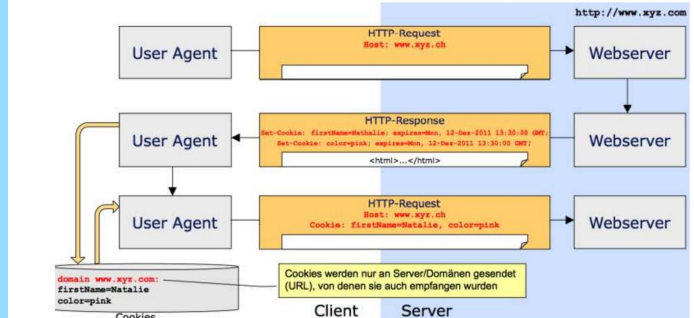 http://www.xyz.com
HTTP-Request
Host: www.xyz.ch
User Agent
Webserver
HTTP-Response
Set-Cookie: firstName=Nathalie; expires=Mon, 12-Dez-2011 13:30:00 GMT;
Set-Cookie: color=pink; expires=Mon, 12-Dez-2011 13:30:00 GMT;
<html>...</html>
User Agent
Webserver
HTTP-Request
Host: www.xyz.ch
Cookie: firstName=Natalie, color=pink
User Agent
Webserver
domain www.xyz.com:
firstName=Natalie
color=pink
Cookies
Cookies werden nur an Server/Domänen gesendet
(URL), von denen sie auch empfangen wurden
Client Server